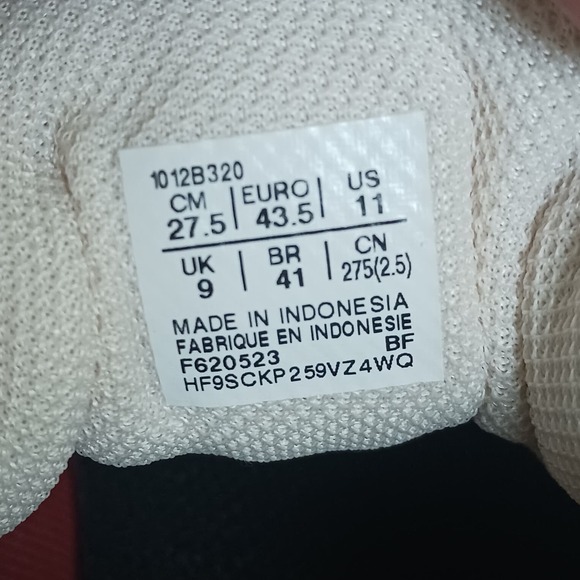 1012B320
CM | EURO | US
27.5 | 43.5 | 11
UK | BR | CN
9 | 41 | 275(2.5)
MADE IN INDONESIA
FABRIQUE EN INDONESIE
F620523 BF
HF9SCKP259VZ4WQ